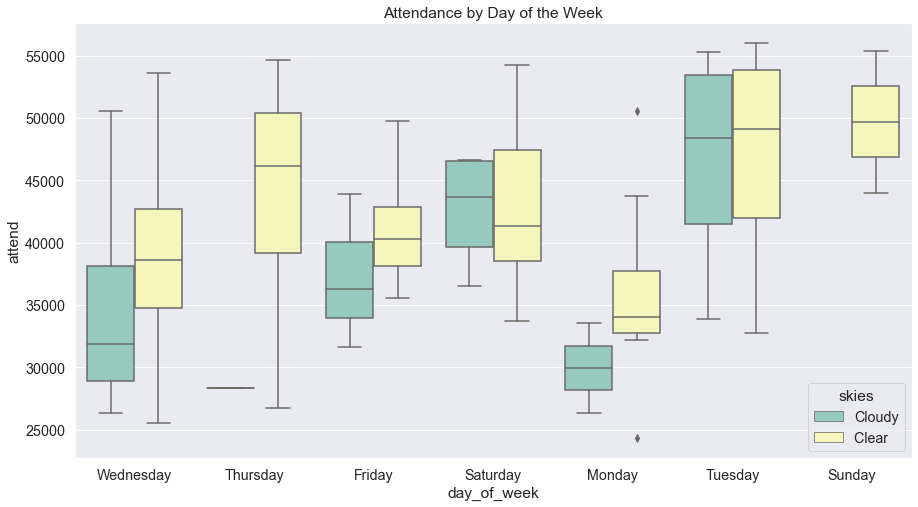 Attendance by Day of the Week
attend
55000
50000
45000
40000
35000
30000
25000
Wednesday Thursday Friday Saturday Monday Tuesday Sunday
day_of_week
skies
Cloudy
Clear